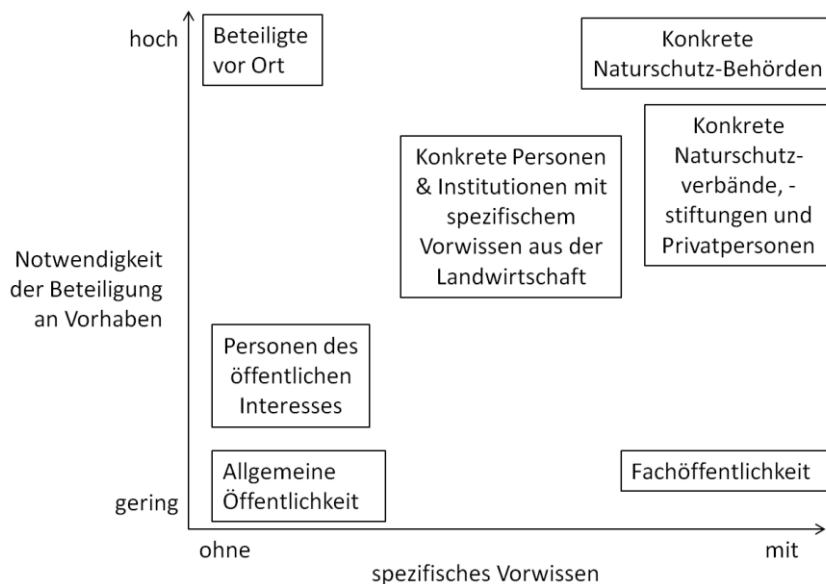 hoch
Beteiligte
vor Ort
Konkrete
Naturschutz-Behörden
Konkrete
Naturschutz-
verbände, -
stiftungen und
Privatpersonen
Konkrete Personen
& Institutionen mit
spezifischem
Vorwissen aus der
Landwirtschaft
Notwendigkeit
der Beteiligung
an Vorhaben
Personen des
öffentlichen
Interesses
Allgemeine
Öffentlichkeit
Fachöffentlichkeit
gering
ohne
mit
spezifisches Vorwissen